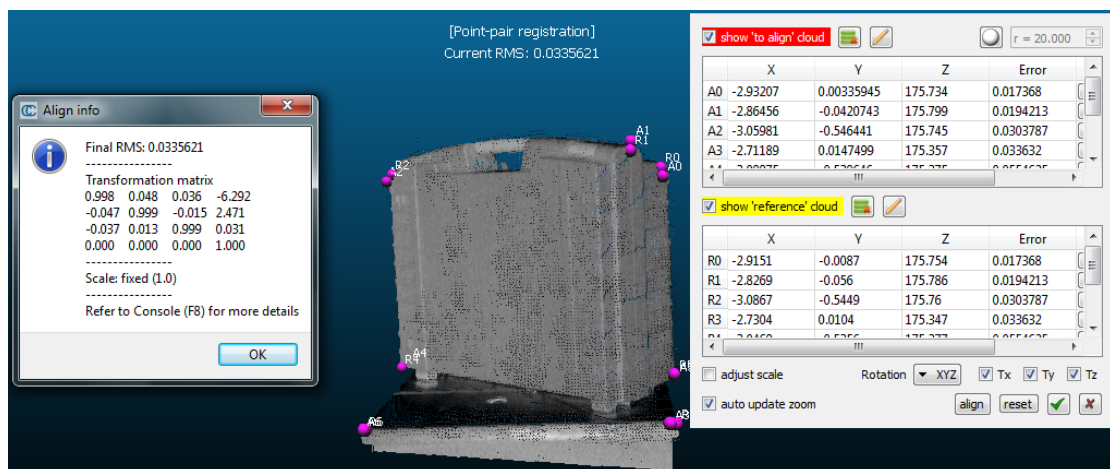 [Point-pair registration]
Current RMS: 0.0335621
Align info
Final RMS: 0.0335621
----------------
Transformation matrix
0.998 0.048 0.036 -6.292
-0.047 0.999 -0.015 2.471
-0.037 0.013 0.999 0.031
0.000 0.000 0.000 1.000
----------------
Scale: fixed (1.0)
----------------
Refer to Console (F8) for more details
OK
A1
R1
R0
A0
R2
A2
A4
R4
show 'to align' cloud
r = 20.000
X Y Z Error
A0 -2.93207 0.00335945 175.734 0.017368
A1 -2.86456 -0.0420743 175.799 0.0194213
A2 -3.05981 -0.546441 175.745 0.0303787
A3 -2.71189 0.0147499 175.357 0.033632
show 'reference' cloud
X Y Z Error
R0 -2.9151 -0.0087 175.754 0.017368
R1 -2.8269 -0.056 175.786 0.0194213
R2 -3.0867 -0.5449 175.76 0.0303787
R3 -2.7304 0.0104 175.347 0.033632
adjust scale
Rotation XYZ Tx Ty Tz
auto update zoom
align reset